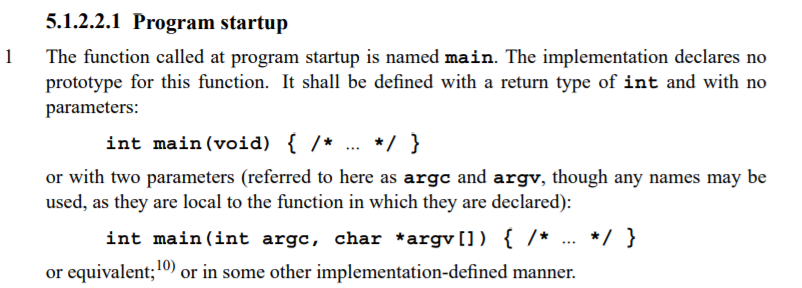 5.1.2.2.1 Program startup
1 The function called at program startup is named main. The implementation declares no
prototype for this function. It shall be defined with a return type of int and with no
parameters:
int main(void) { /* ... */ }
or with two parameters (referred to here as argc and argv, though any names may be
used, as they are local to the function in which they are declared):
int main(int argc, char *argv[]) { /* ... */ }
or equivalent;10) or in some other implementation-defined manner.